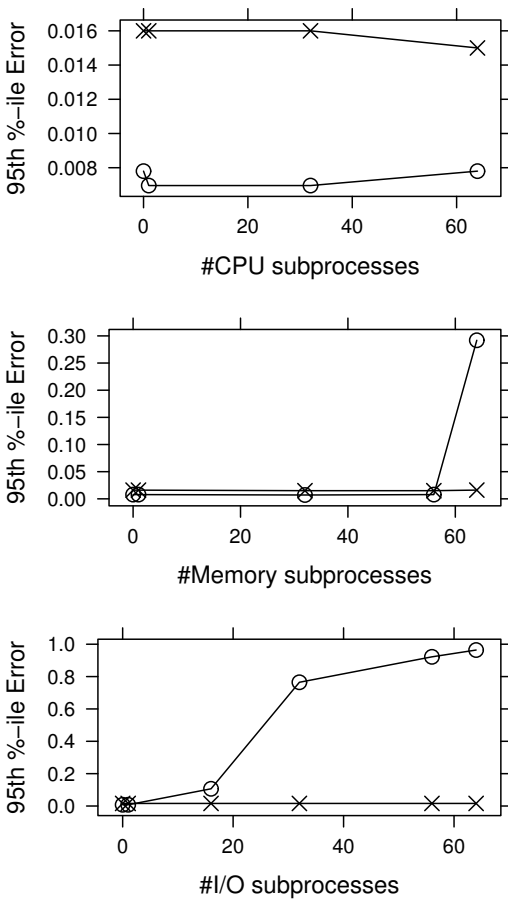 95th %−ile Error
0.016
0.014
0.012
0.010
0.008
0 20 40 60
#CPU subprocesses
95th %−ile Error
0.30
0.25
0.20
0.15
0.10
0.05
0.00
0 20 40 60
#Memory subprocesses
95th %−ile Error
1.0
0.8
0.6
0.4
0.2
0.0
0 20 40 60
#I/O subprocesses